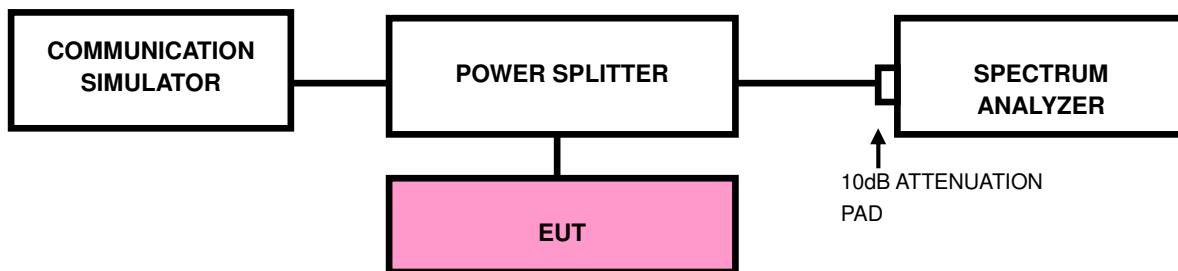 COMMUNICATION
SIMULATOR
POWER SPLITTER
SPECTRUM
ANALYZER
10dB ATTENUATION
PAD
EUT